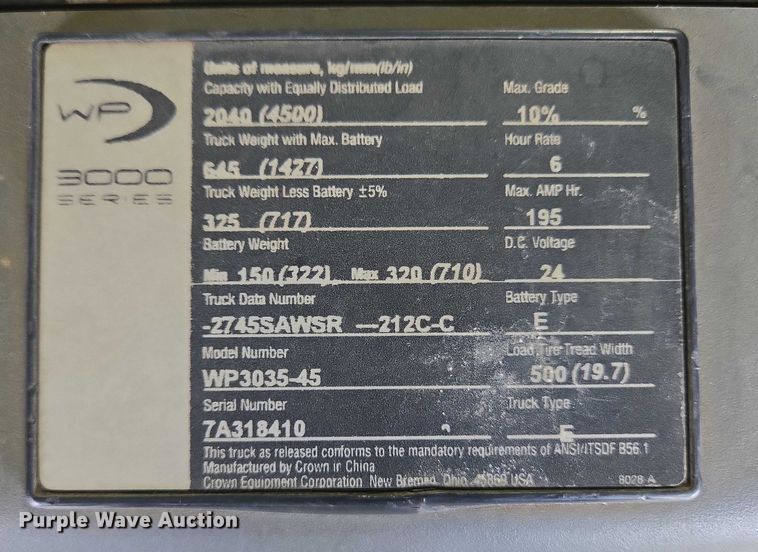 WP
3000
SERIES
Units of measure, kg/mm(lb/in)
Capacity with Equally Distributed Load
2040 (4500)
Truck Weight with Max. Battery
645 (1427)
Truck Weight Less Battery ±5%
325 (717)
Battery Weight
Min 150 (322) Max 320 (710)
Truck Data Number
-2745SAWSR —212C-C
Model Number
WP3035-45
Serial Number
7A318410
Max. Grade
10% %
Hour Rate
6
Max. AMP Hr.
195
D.C. Voltage
24
Battery Type
E
Load Tire Tread Width
500 (19.7)
Truck Type
E
This truck as released conforms to the mandatory requirements of ANSI/ITSDF B56.1
Manufactured by Crown in China
Crown Equipment Corporation, New Bremen, Ohio, 45869 USA
8028 A
Purple Wave Auction